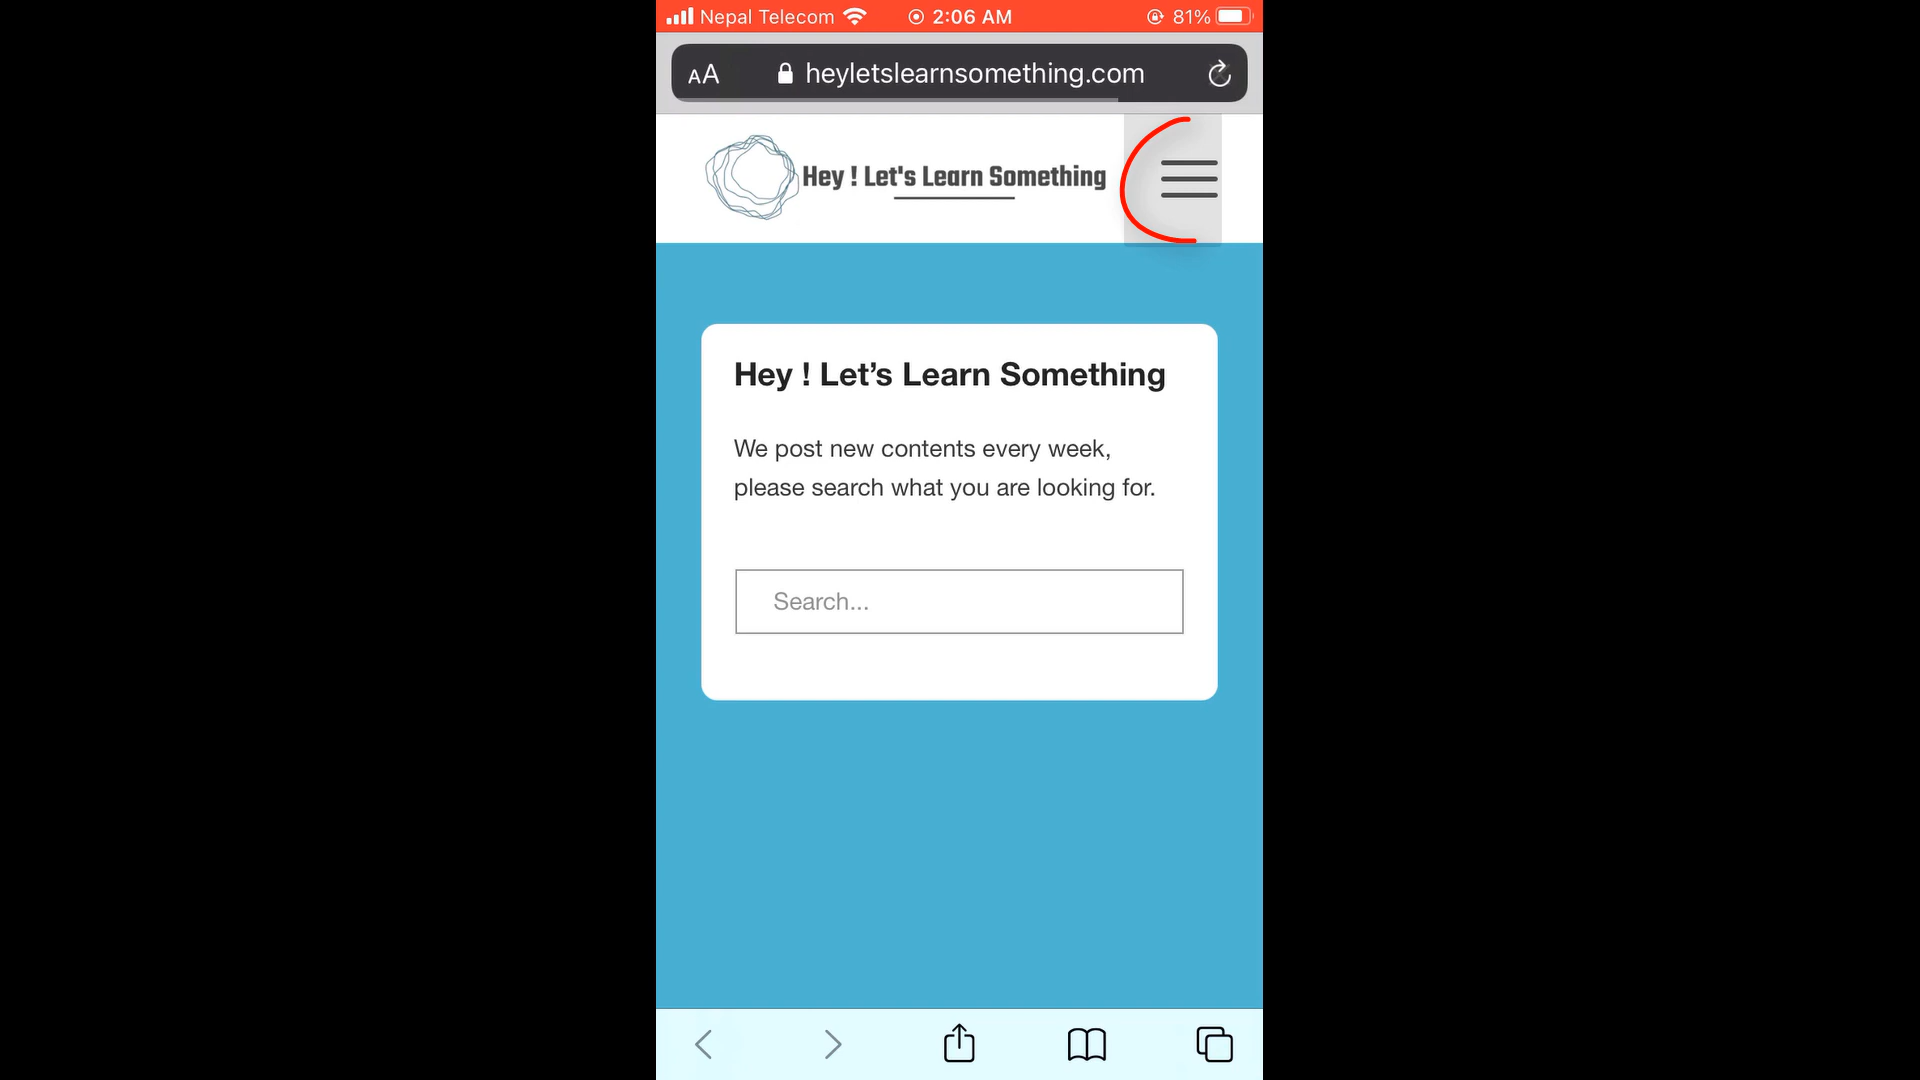 Nepal Telecom 2:06 AM 81%
AA heyletslearnsomething.com
Hey ! Let's Learn Something
Hey ! Let’s Learn Something
We post new contents every week,
please search what you are looking for.
Search...